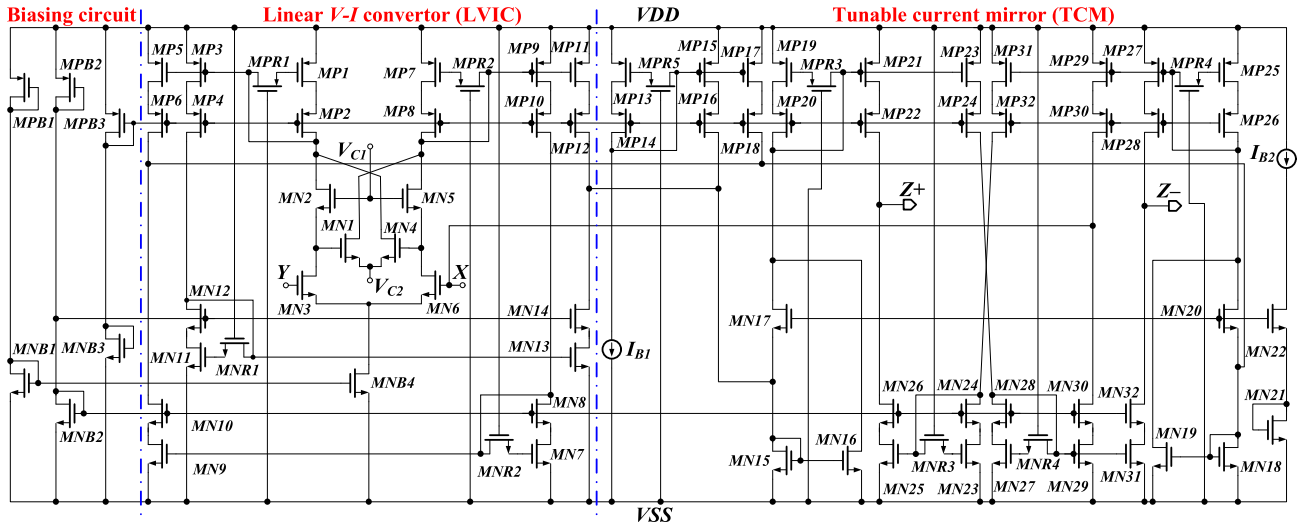 Biasing circuit Linear V-I convertor (LVIC) VDD Tunable current mirror (TCM)
MPB2 MP5 MP3 MP9 MP11 MP15 MP17 MP19 MP23 MP31 MP27
MPR1 MP1 MP7 MPR2 MPR5 MPR3 MP21 MP29 MPR4 MP25
MPB1 MPB3 MP6 MP4 MP2 MP8 MP10 MP13 MP16 MP20 MP22 MP24 MP32 MP30 MP26
MP12 MP14 MP18 MP28
VC1 IB2
MN2 MN5 Z+ Z−
MN1 MN4
Y VC2 X
MN3 MN6
MN12 MN14 MN17 MN20
MNB1 MNB3 MN11 MNR1 MN13 IB1 MN22
MNB4 MN26 MN24 MN28 MN30 MN32 MN21
MNB2 MN10 MN8
MN9 MNR2 MN7 MN15 MN16 MNR3 MNR4 MN19 MN18
MN25 MN23 MN27 MN29 MN31
VSS